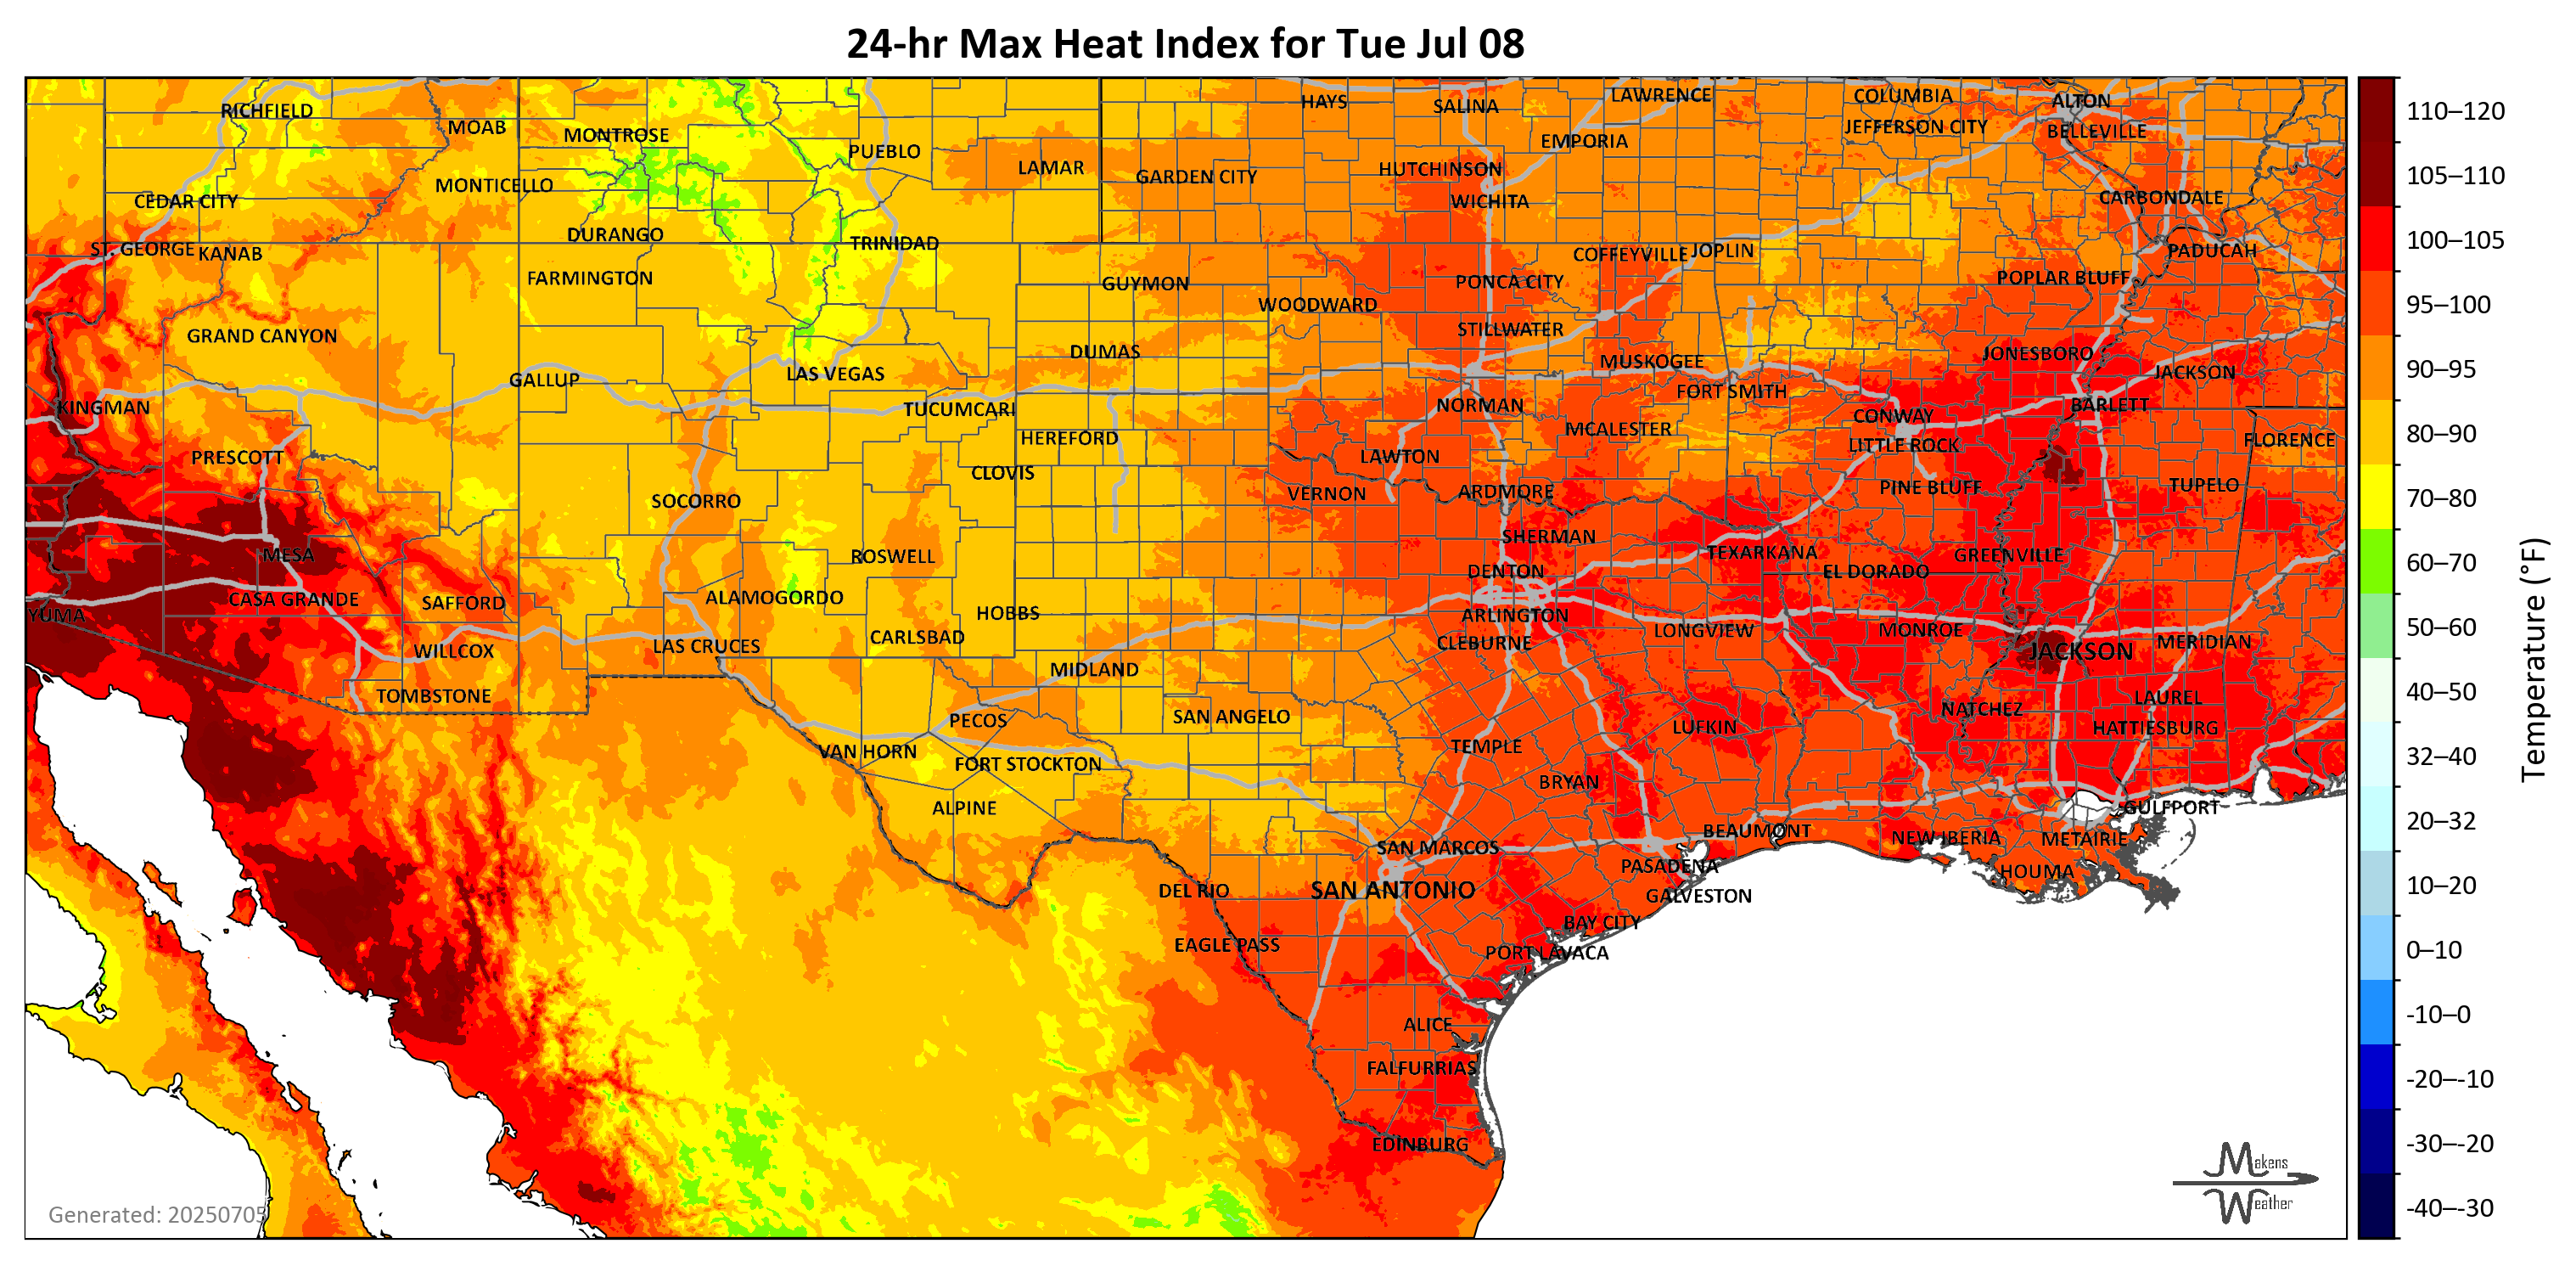 24-hr Max Heat Index for Tue Jul 08
RICHFIELD
MOAB
MONTROSE
PUEBLO
LAMAR
GARDEN CITY
HAYS
SALINA
LAWRENCE
EMPORIA
HUTCHINSON
WICHITA
COLUMBIA
JEFFERSON CITY
ALTON
BELLEVILLE
CARBONDALE
CEDAR CITY
MONTICELLO
ST. GEORGE
KANAB
DURANGO
TRINIDAD
FARMINGTON
GUYMON
WOODWARD
PONCA CITY
COFFEYVILLE
JOPLIN
POPLAR BLUFF
PADUCAH
GRAND CANYON
STILLWATER
DUMAS
MUSKOGEE
JONESBORO
JACKSON
GALLUP
LAS VEGAS
FORT SMITH
KINGMAN
TUCUMCARI
NORMAN
CONWAY
BARLETT
HEREFORD
MCALESTER
LITTLE ROCK
FLORENCE
PRESCOTT
CLOVIS
LAWTON
SOCORRO
VERNON
ARDMORE
PINE BLUFF
TUPELO
SHERMAN
MESA
ROSWELL
TEXARKANA
GREENVILLE
DENTON
EL DORADO
YUMA
CASA GRANDE
SAFFORD
ALAMOGORDO
HOBBS
ARLINGTON
WILLCOX
LAS CRUCES
CARLSBAD
CLEBURNE
LONGVIEW
MONROE
JACKSON
MERIDIAN
MIDLAND
TOMBSTONE
PECOS
SAN ANGELO
LUFKIN
NATCHEZ
LAUREL
HATTIESBURG
VAN HORN
FORT STOCKTON
TEMPLE
BRYAN
ALPINE
GULFPORT
SAN MARCOS
BEAUMONT
NEW IBERIA
METAIRIE
PASADENA
HOUMA
DEL RIO
SAN ANTONIO
GALVESTON
BAY CITY
EAGLE PASS
PORT LAVACA
ALICE
FALFURRIAS
EDINBURG
Generated: 20250705
Makens
Weather
110–120
105–110
100–105
95–100
90–95
80–90
70–80
60–70
50–60
40–50
32–40
20–32
10–20
0–10
-10–0
-20–-10
-30–-20
-40–-30
Temperature (°F)